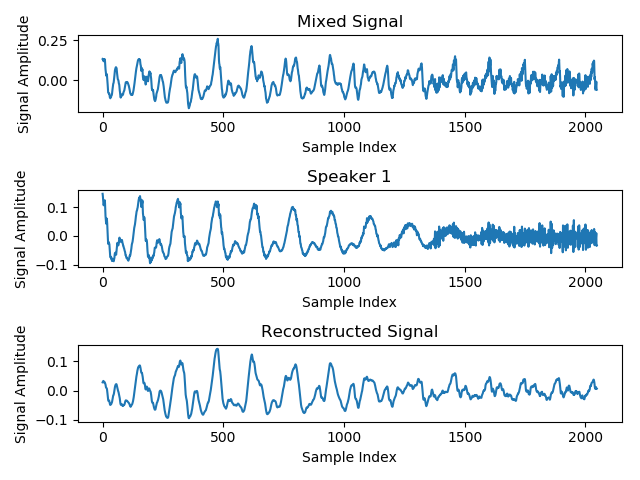 Mixed Signal
Signal Amplitude
0.25
0.00
0 500 1000 1500 2000
Sample Index
Speaker 1
Signal Amplitude
0.1
0.0
−0.1
0 500 1000 1500 2000
Sample Index
Reconstructed Signal
Signal Amplitude
0.1
0.0
−0.1
0 500 1000 1500 2000
Sample Index